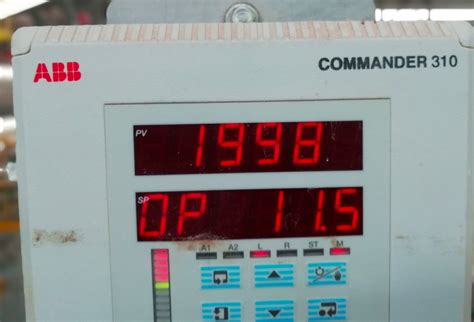 ABB
COMMANDER 310
PV
1998
SP
OP 11.5
A1 A2 L R ST M